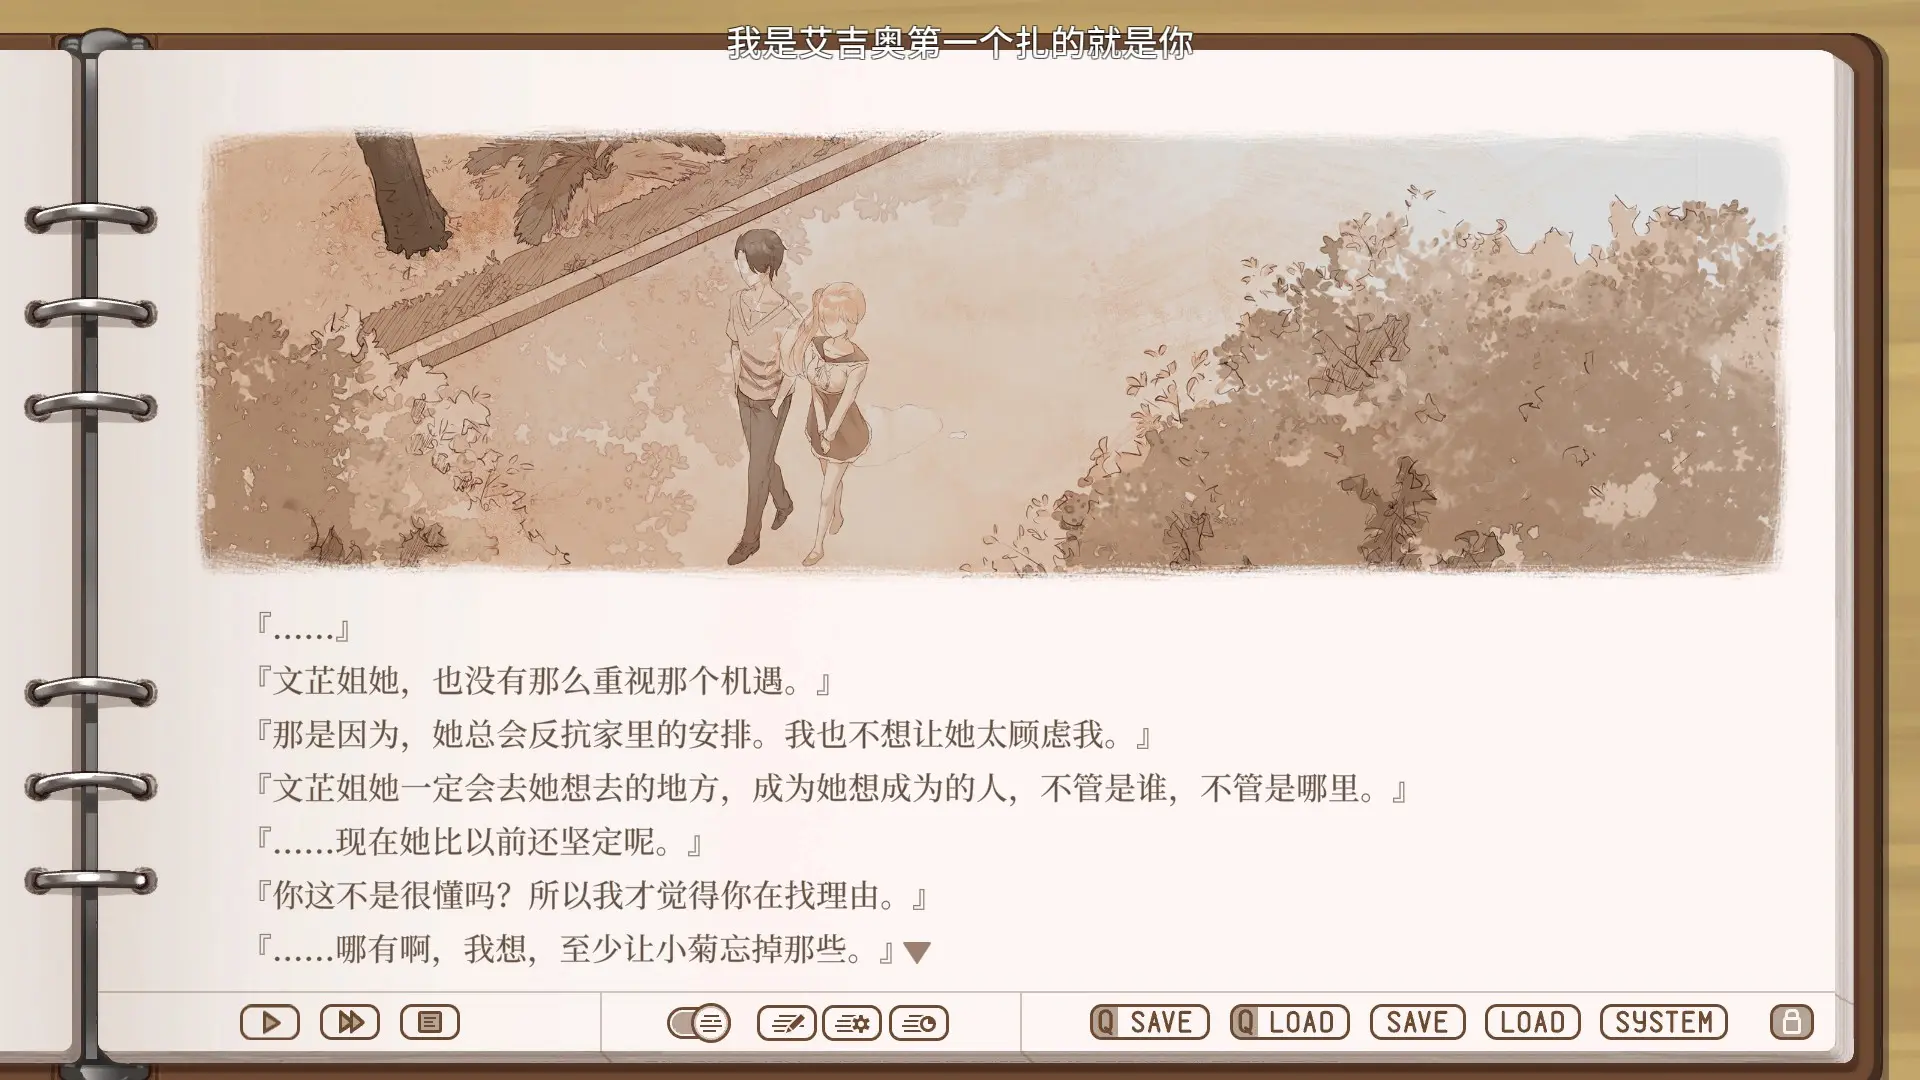 我是艾吉奥第一个扎的就是你
『……』
『文芷姐她，也没有那么重视那个机遇。』
『那是因为，她总会反抗家里的安排。我也不想让她太顾虑我。』
『文芷姐她一定会去她想去的地方，成为她想成为的人，不管是谁，不管是哪里。』
『……现在她比以前还坚定呢。』
『你这不是很懂吗？所以我才觉得你在找理由。』
『……哪有啊，我想，至少让小菊忘掉那些。』
Q SAVE
Q LOAD
SAVE
LOAD
SYSTEM